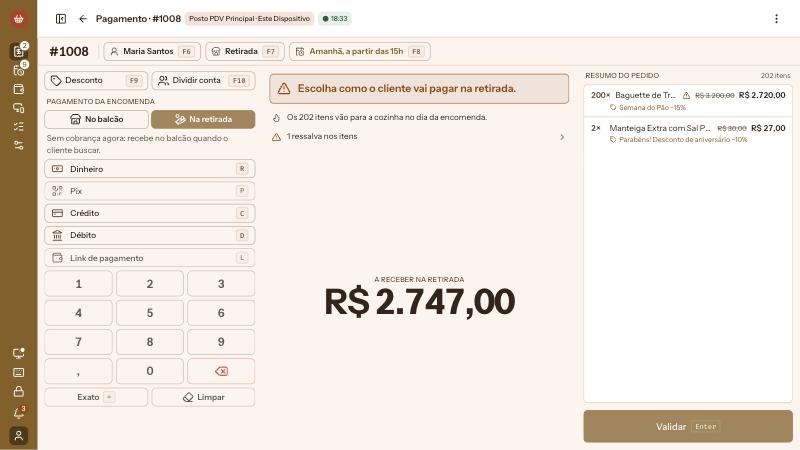 Pagamento · #1008 Posto PDV Principal · Este Dispositivo 18:33
#1008 Maria Santos F6 Retirada F7 Amanhã, a partir das 15h F8
2
5
3
Desconto F9 Dividir conta F10
PAGAMENTO DA ENCOMENDA
No balcão Na retirada
Sem cobrança agora: recebe no balcão quando o
cliente buscar.
Dinheiro R
Pix P
Crédito C
Débito D
Link de pagamento L
1 2 3
4 5 6
7 8 9
, 0
Exato = Limpar
Escolha como o cliente vai pagar na retirada.
Os 202 itens vão para a cozinha no dia da encomenda.
1 ressalva nos itens
A RECEBER NA RETIRADA
R$ 2.747,00
RESUMO DO PEDIDO 202 itens
200× Baguete de Tr... R$ 3.200,00 R$ 2.720,00
Semana do Pão −15%
2× Manteiga Extra com Sal P... R$ 30,00 R$ 27,00
Parabéns! Desconto de aniversário −10%
Validar Enter